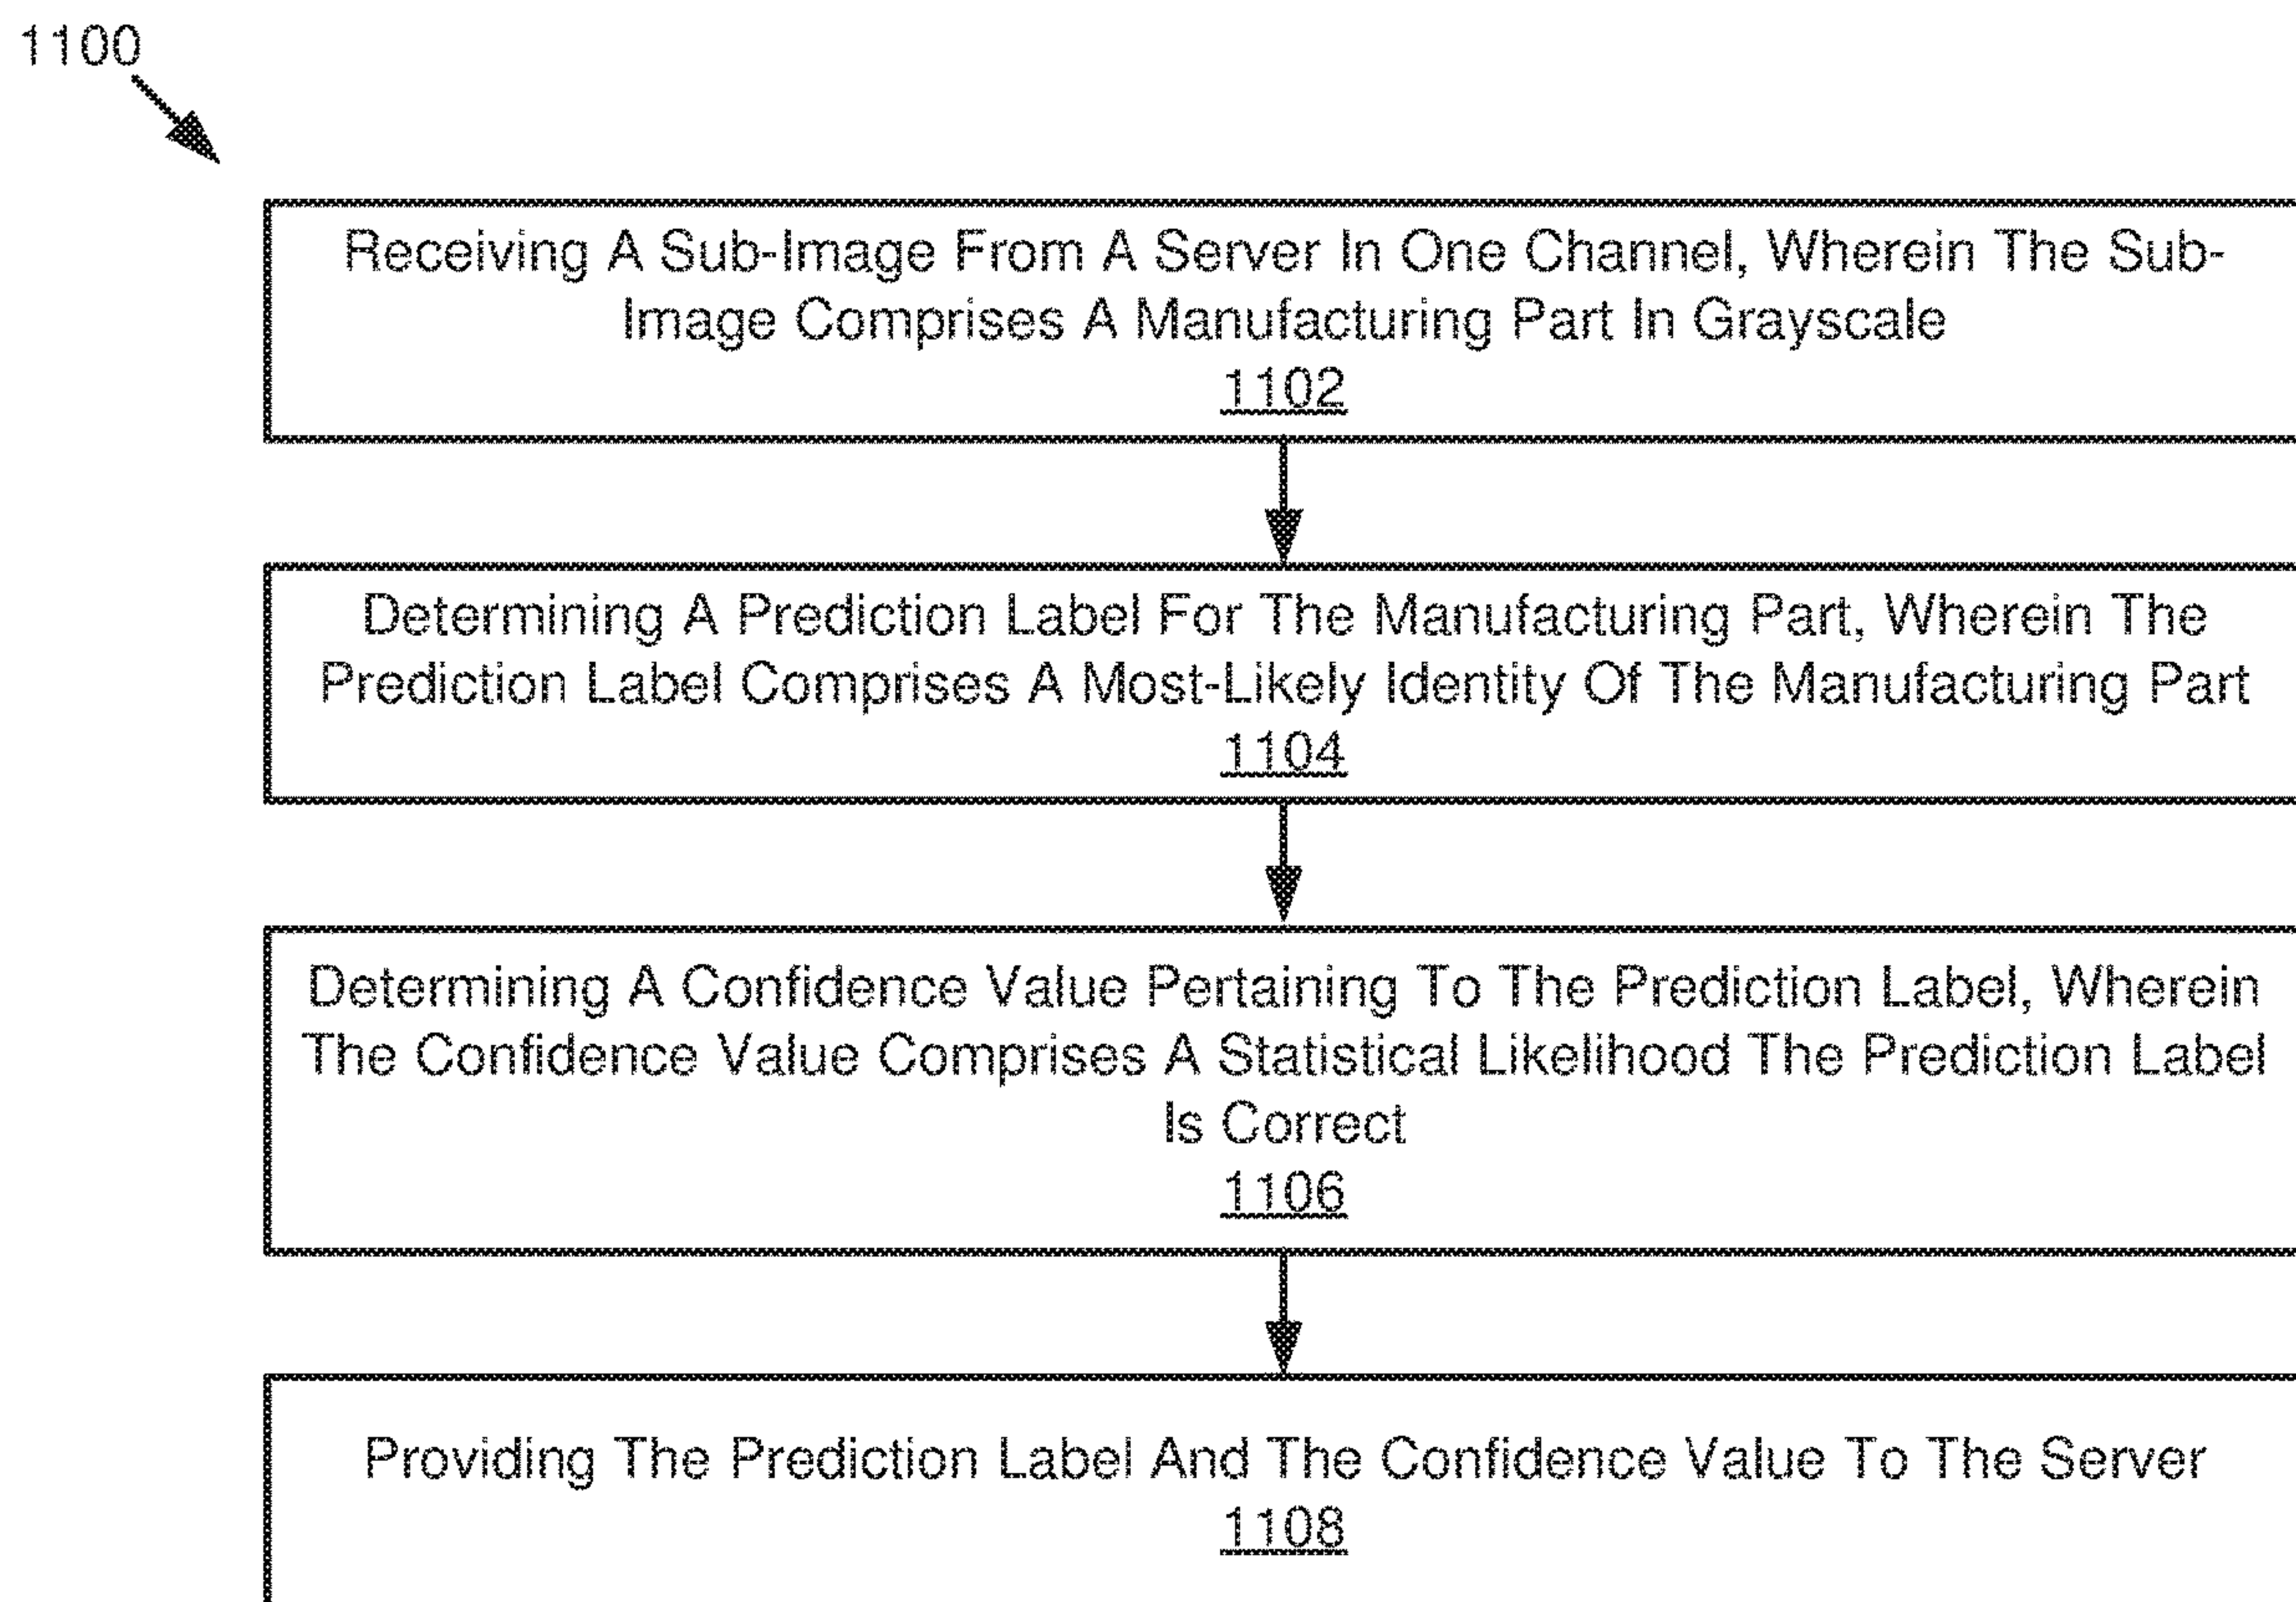 1100
Receiving A Sub-Image From A Server In One Channel, Wherein The Sub-
Image Comprises A Manufacturing Part In Grayscale
1102
Determining A Prediction Label For The Manufacturing Part, Wherein The
Prediction Label Comprises A Most-Likely Identity Of The Manufacturing Part
1104
Determining A Confidence Value Pertaining To The Prediction Label, Wherein
The Confidence Value Comprises A Statistical Likelihood The Prediction Label
Is Correct
1106
Providing The Prediction Label And The Confidence Value To The Server
1108